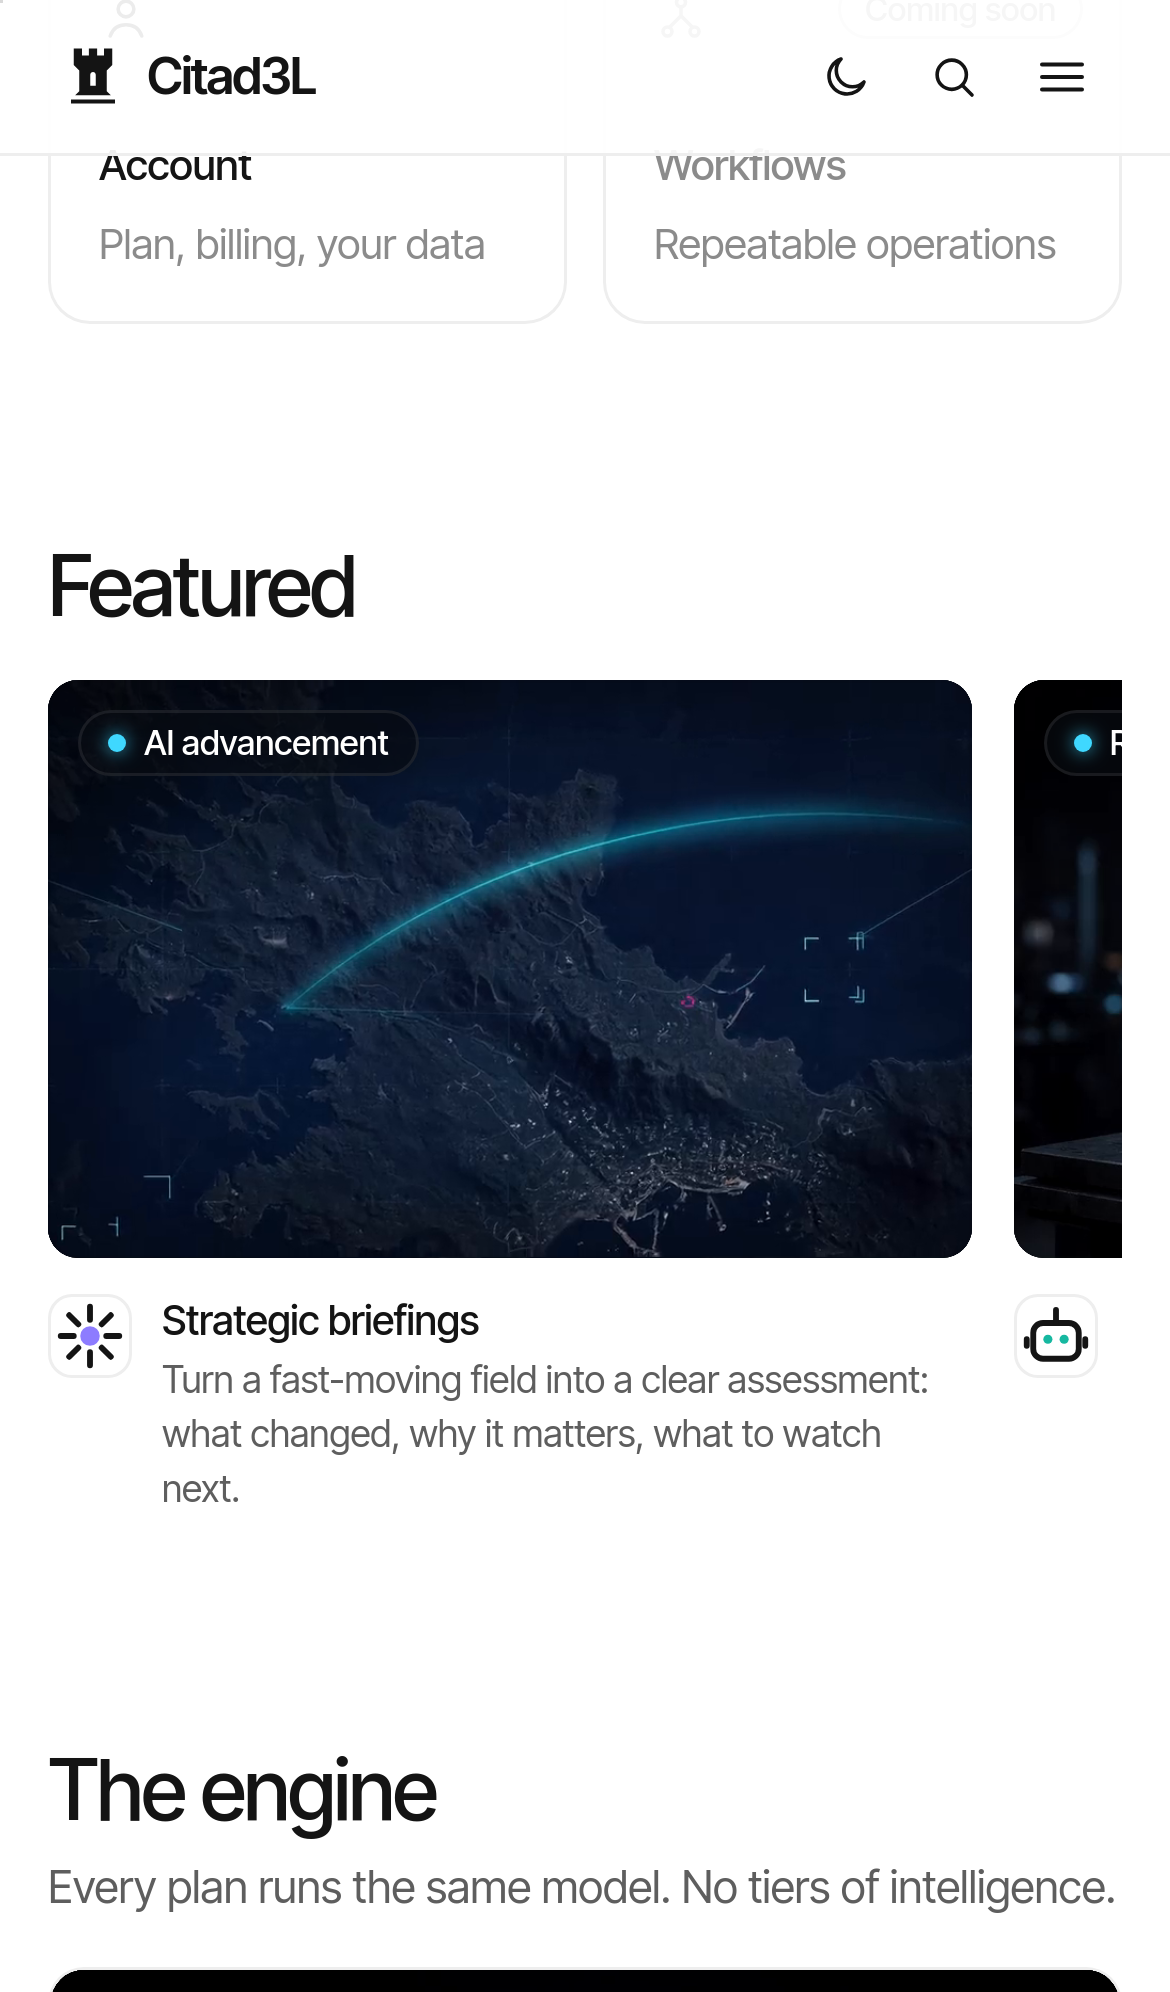 Coming soon
Citad3L
Account
Workflows
Plan, billing, your data
Repeatable operations
Featured
AI advancement
Strategic briefings
Turn a fast-moving field into a clear assessment:
what changed, why it matters, what to watch
next.
The engine
Every plan runs the same model. No tiers of intelligence.